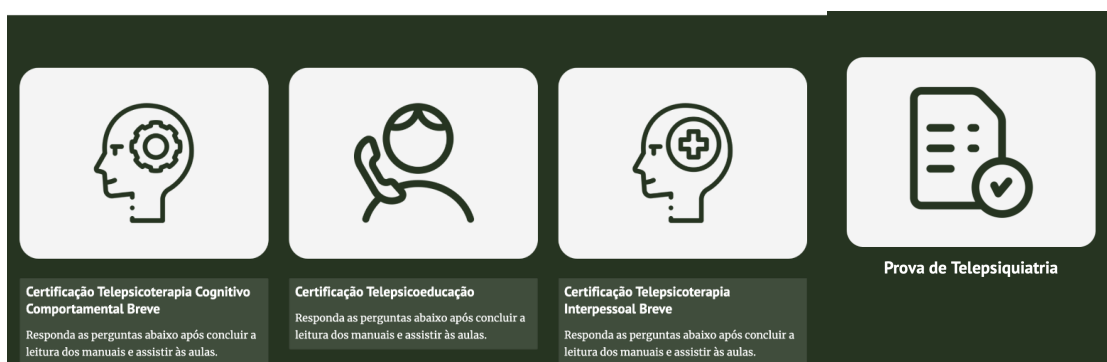 Certificação Telepsicoterapia Cognitivo
Comportamental Breve
Responda as perguntas abaixo após concluir a
leitura dos manuais e assistir às aulas.
Certificação Telepsicoeducação
Responda as perguntas abaixo após concluir a
leitura dos manuais e assistir às aulas.
Certificação Telepsicoterapia
Interpessoal Breve
Responda as perguntas abaixo após concluir a
leitura dos manuais e assistir às aulas.
Prova de Telepsiquiatria